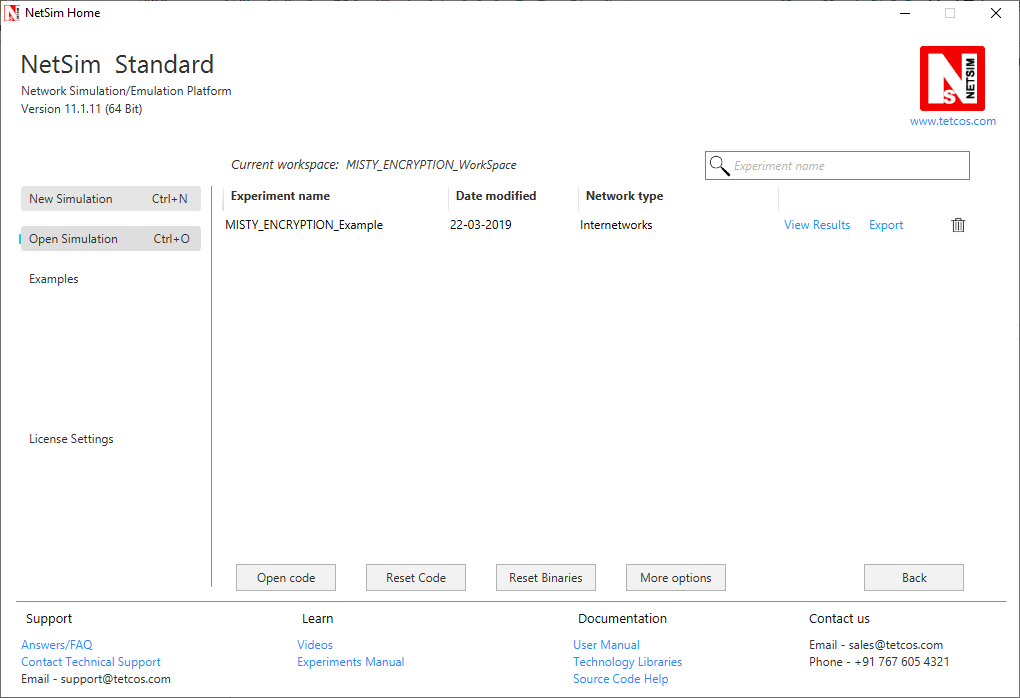 NetSim Home
NetSim Standard
Network Simulation/Emulation Platform
Version 11.1.11 (64 Bit)
NS NETSIM
www.tetcos.com
Current workspace: MISTY_ENCRYPTION_WorkSpace
Experiment name
New Simulation Ctrl+N
Open Simulation Ctrl+O
Examples
License Settings
Experiment name Date modified Network type
MISTY_ENCRYPTION_Example 22-03-2019 Internetworks View Results Export
Open code Reset Code Reset Binaries More options Back
Support
Answers/FAQ
Contact Technical Support
Email - support@tetcos.com
Learn
Videos
Experiments Manual
Documentation
User Manual
Technology Libraries
Source Code Help
Contact us
Email - sales@tetcos.com
Phone - +91 767 605 4321